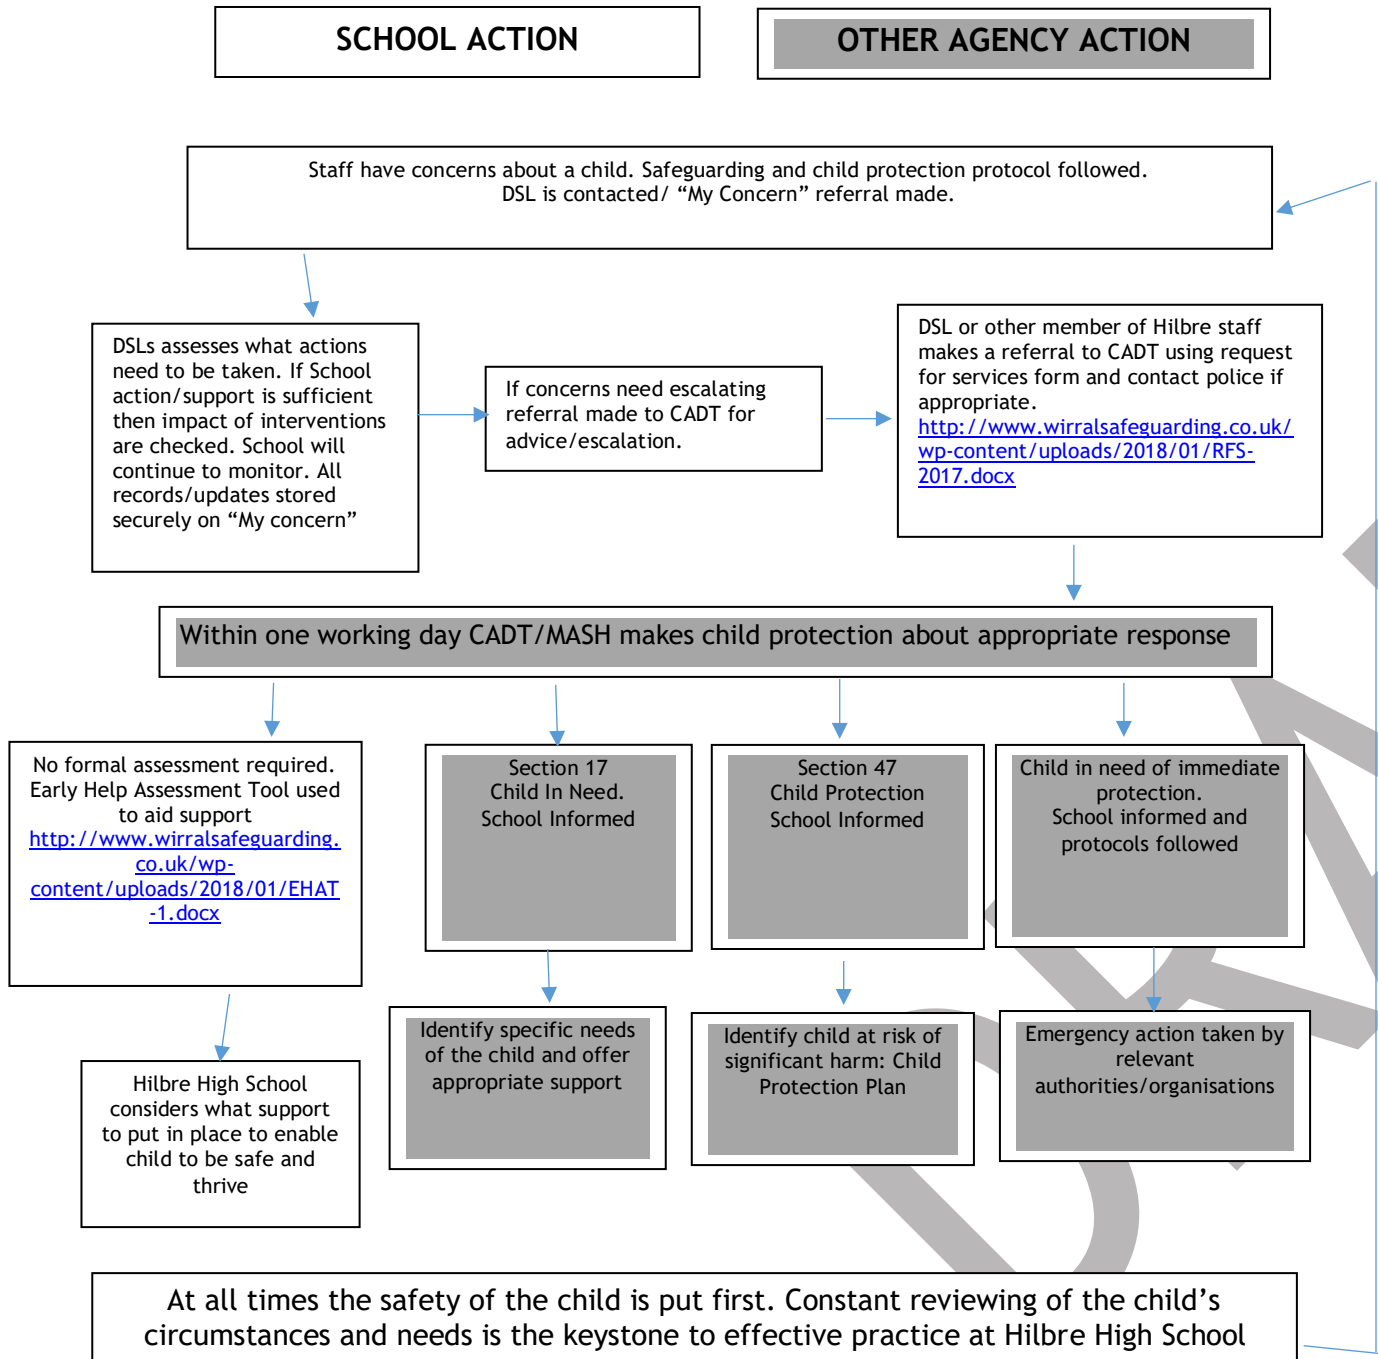 SCHOOL ACTION
OTHER AGENCY ACTION
Staff have concerns about a child. Safeguarding and child protection protocol followed.
DSL is contacted/ “My Concern” referral made.
DSLs assesses what actions
need to be taken. If School
action/support is sufficient
then impact of interventions
are checked. School will
continue to monitor. All
records/updates stored
securely on “My concern”
If concerns need escalating
referral made to CADT for
advice/escalation.
DSL or other member of Hilbre staff
makes a referral to CADT using request
for services form and contact police if
appropriate.
http://www.wirralsafeguarding.co.uk/
wp-content/uploads/2018/01/RFS-
2017.docx
Within one working day CADT/MASH makes child protection about appropriate response
No formal assessment required.
Early Help Assessment Tool used
to aid support
http://www.wirralsafeguarding.
co.uk/wp-
content/uploads/2018/01/EHAT
-1.docx
Section 17
Child In Need.
School Informed
Section 47
Child Protection
School Informed
Child in need of immediate
protection.
School informed and
protocols followed
Hilbre High School
considers what support
to put in place to enable
child to be safe and
thrive
Identify specific needs
of the child and offer
appropriate support
Identify child at risk of
significant harm: Child
Protection Plan
Emergency action taken by
relevant
authorities/organisations
At all times the safety of the child is put first. Constant reviewing of the child’s
circumstances and needs is the keystone to effective practice at Hilbre High School